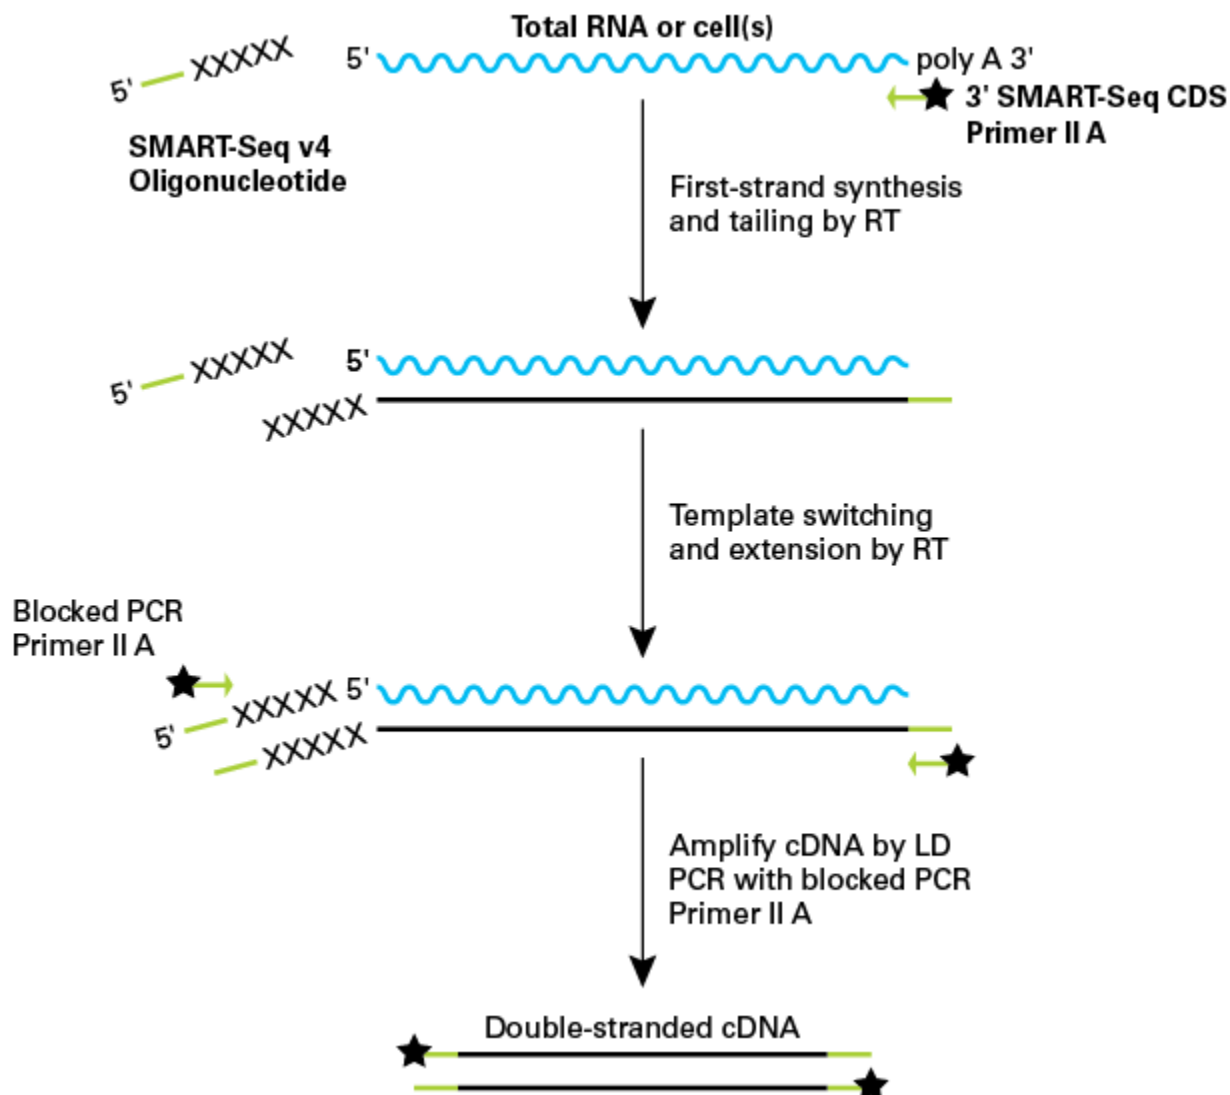 Total RNA or cell(s)
5' XXXXX 5' poly A 3'
3' SMART-Seq CDS
Primer II A
SMART-Seq v4
Oligonucleotide
First-strand synthesis
and tailing by RT
5' XXXXX 5'
XXXXX
Template switching
and extension by RT
Blocked PCR
Primer II A
5' XXXXX 5'
XXXXX
Amplify cDNA by LD
PCR with blocked PCR
Primer II A
Double-stranded cDNA